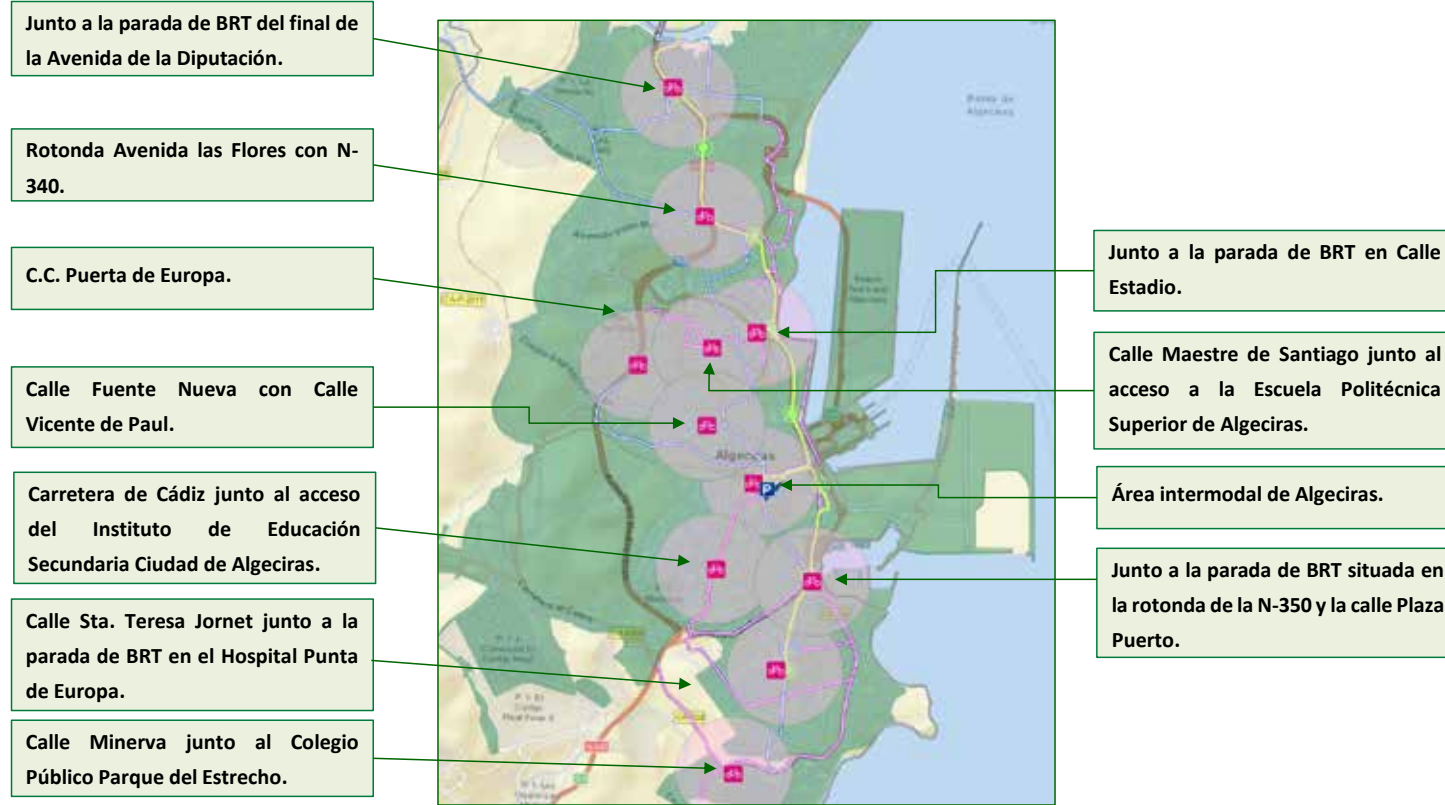 Junto a la parada de BRT del final de
la Avenida de la Diputación.
Rotonda Avenida las Flores con N-
340.
C.C. Puerta de Europa.
Calle Fuente Nueva con Calle
Vicente de Paul.
Carretera de Cádiz junto al acceso
del Instituto de Educación
Secundaria Ciudad de Algeciras.
Calle Sta. Teresa Jornet junto a la
parada de BRT en el Hospital Punta
de Europa.
Calle Minerva junto al Colegio
Público Parque del Estrecho.
Algeciras
P
Junto a la parada de BRT en Calle
Estadio.
Calle Maestre de Santiago junto al
acceso a la Escuela Politécnica
Superior de Algeciras.
Área intermodal de Algeciras.
Junto a la parada de BRT situada en
la rotonda de la N-350 y la calle Plaza
Puerto.